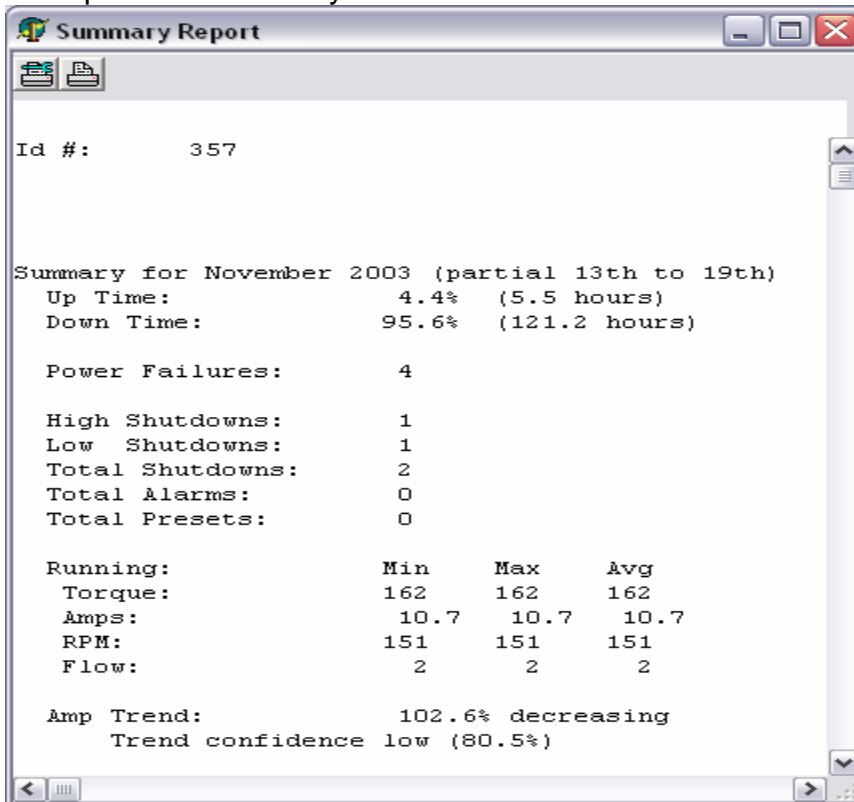 Summary Report
Id #: 357
Summary for November 2003 (partial 13th to 19th)
Up Time: 4.4% (5.5 hours)
Down Time: 95.6% (121.2 hours)
Power Failures: 4
High Shutdowns: 1
Low Shutdowns: 1
Total Shutdowns: 2
Total Alarms: 0
Total Presets: 0
Running: Min Max Avg
Torque: 162 162 162
Amps: 10.7 10.7 10.7
RPM: 151 151 151
Flow: 2 2 2
Amp Trend: 102.6% decreasing
Trend confidence low (80.5%)